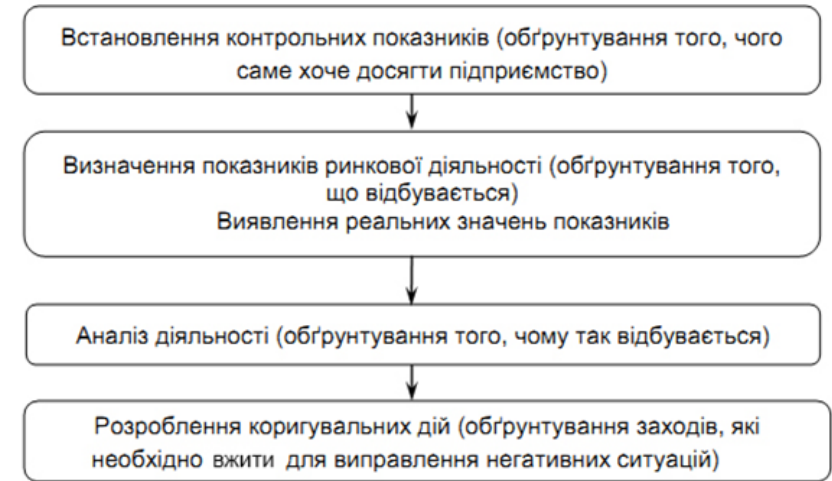 Встановлення контрольних показників (обґрунтування того, чого
саме хоче досягти підприємство)
Визначення показників ринкової діяльності (обґрунтування того,
що відбувається)
Виявлення реальних значень показників
Аналіз діяльності (обґрунтування того, чому так відбувається)
Розроблення коригувальних дій (обґрунтування заходів, які
необхідно вжити для виправлення негативних ситуацій)